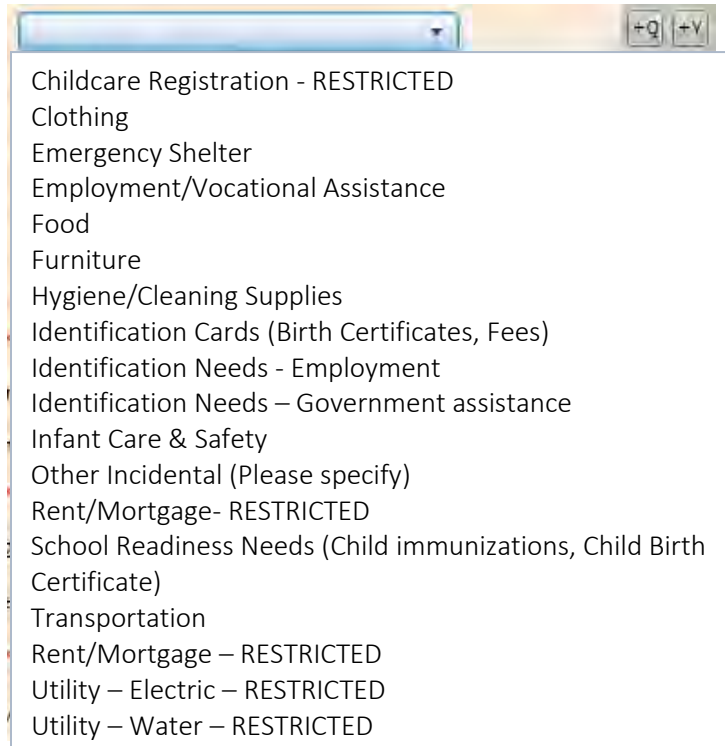 +Q +V
Childcare Registration - RESTRICTED
Clothing
Emergency Shelter
Employment/Vocational Assistance
Food
Furniture
Hygiene/Cleaning Supplies
Identification Cards (Birth Certificates, Fees)
Identification Needs - Employment
Identification Needs – Government assistance
Infant Care & Safety
Other Incidental (Please specify)
Rent/Mortgage- RESTRICTED
School Readiness Needs (Child immunizations, Child Birth
Certificate)
Transportation
Rent/Mortgage – RESTRICTED
Utility – Electric – RESTRICTED
Utility – Water – RESTRICTED